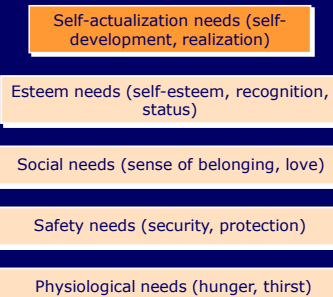 Self-actualization needs (self-
development, realization)
Esteem needs (self-esteem, recognition,
status)
Social needs (sense of belonging, love)
Safety needs (security, protection)
Physiological needs (hunger, thirst)